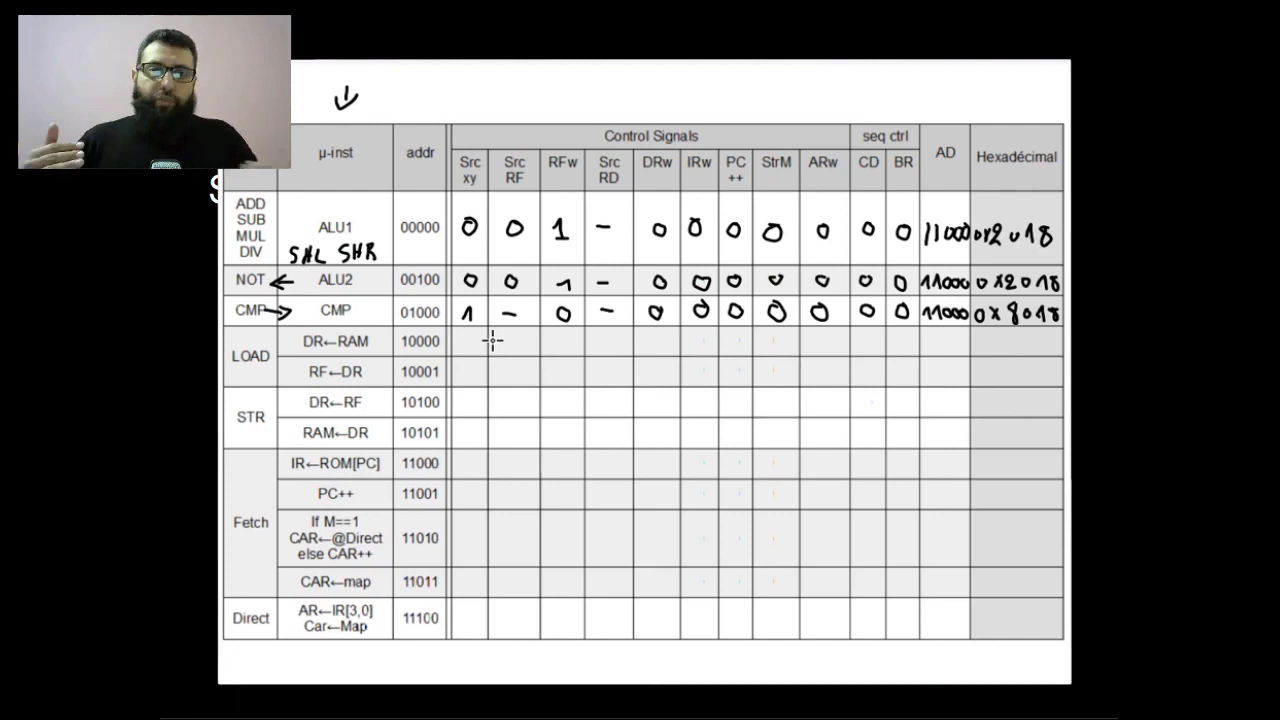 Control Signals seq ctrl
μ-inst addr Src xy Src RF RFw Src RD DRw IRw PC ++ StrM ARw CD BR AD Hexadécimal
ADD SUB MUL DIV ALU1 SHL SHR 00000 0 0 1 - 0 0 0 0 0 0 0 11000 0x2018
NOT ← ALU2 00100 0 0 1 - 0 0 0 0 0 0 0 11000 0x2018
CMP → CMP 01000 1 - 0 - 0 0 0 0 0 0 0 11000 0x8018
LOAD DR←RAM 10000
RF←DR 10001
STR DR←RF 10100
RAM←DR 10101
Fetch IR←ROM[PC] 11000
PC++ 11001
If M==1
CAR←@Direct 11010
else CAR++
CAR←map 11011
Direct AR←IR[3,0] 11100
Car←Map